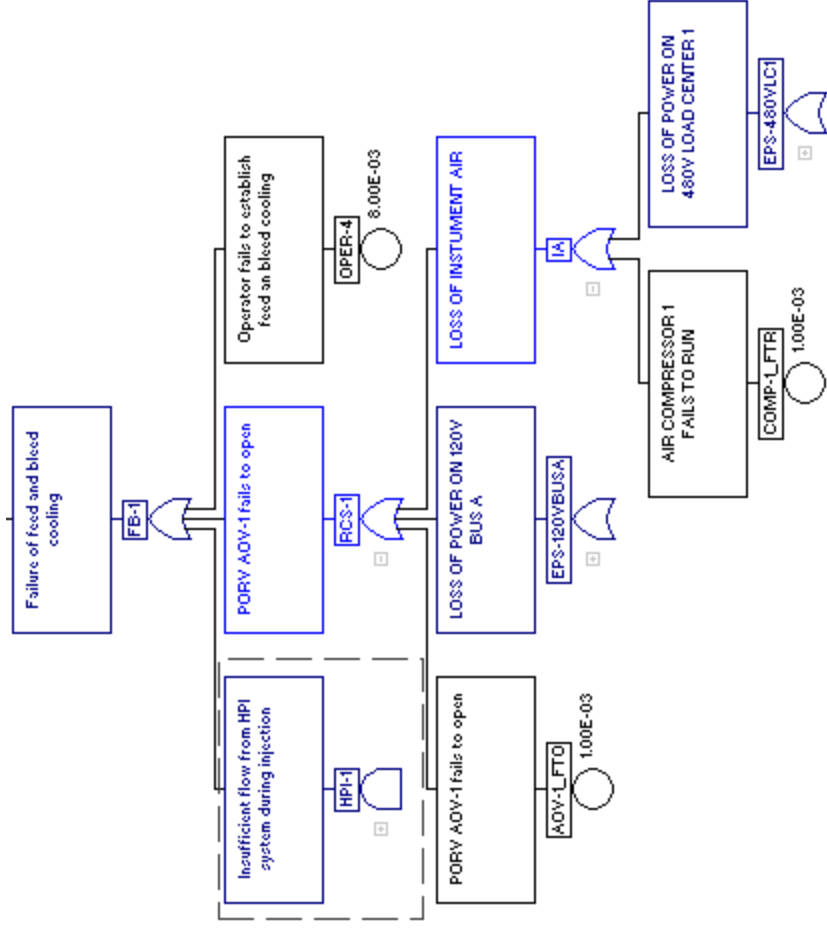 Failure of feed and bleed
cooling
FB-1
Insufficient flow from HPI
system during injection
HPI-1
PORV AOV-1 fails to open
RCS-1
Operator fails to establish
feed an bleed cooling
OPER-4
8.00E-03
PORV AOV-1 fails to open
AOV-1_FTO
1.00E-03
LOSS OF POWER ON 120V
BUS A
EPS-120VBUSA
LOSS OF INSTUMENT AIR
IA
AIR COMPRESSOR 1
FAILS TO RUN
COMP-1_FTR
1.00E-03
LOSS OF POWER ON
480V LOAD CENTER 1
EPS-480VLC1